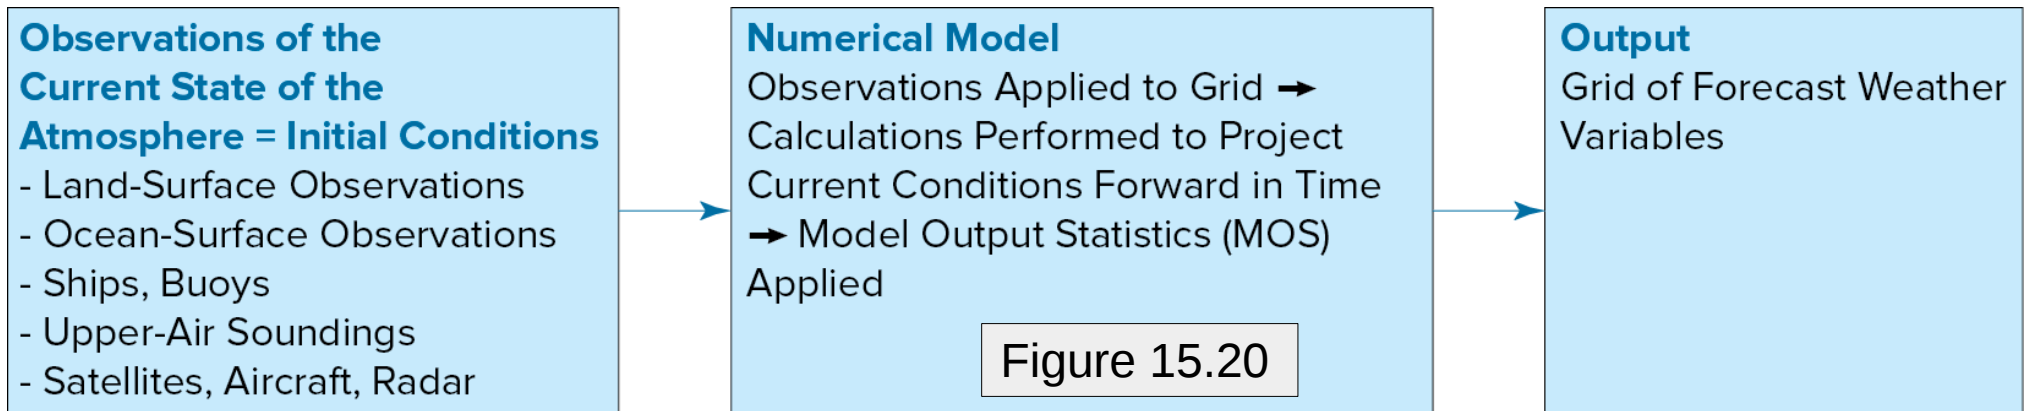 Observations of the
Current State of the
Atmosphere = Initial Conditions
- Land-Surface Observations
- Ocean-Surface Observations
- Ships, Buoys
- Upper-Air Soundings
- Satellites, Aircraft, Radar
Numerical Model
Observations Applied to Grid ➞
Calculations Performed to Project
Current Conditions Forward in Time
➞ Model Output Statistics (MOS)
Applied
Figure 15.20
Output
Grid of Forecast Weather
Variables